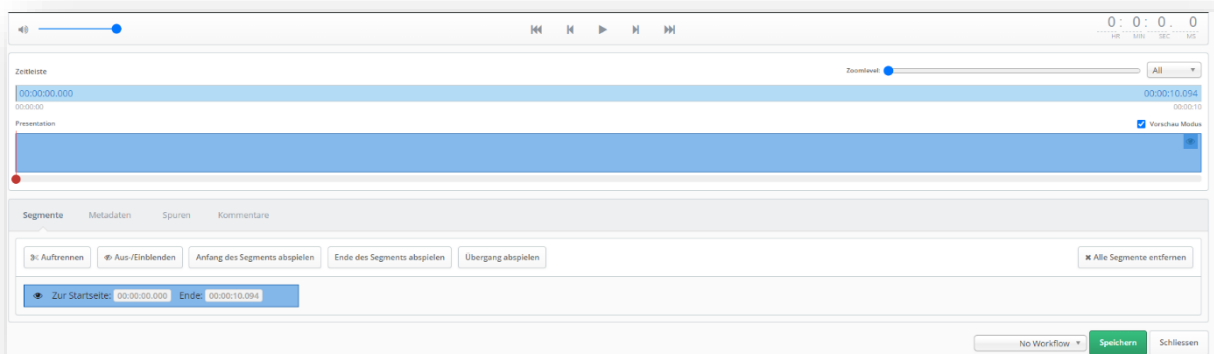 0: 0: 0. 0
HR MIN SEC MS
Zeitleiste Zoomlevel: All
00:00:00.000 00:00:10.094
00:00:00 00:00:10
Presentation Vorschau Modus
Segmente Metadaten Spuren Kommentare
Auftrennen Aus-/Einblenden Anfang des Segments abspielen Ende des Segments abspielen Übergang abspielen Alle Segmente entfernen
Zur Startseite: 00:00:00.000 Ende: 00:00:10.094
No Workflow Speichern Schliessen